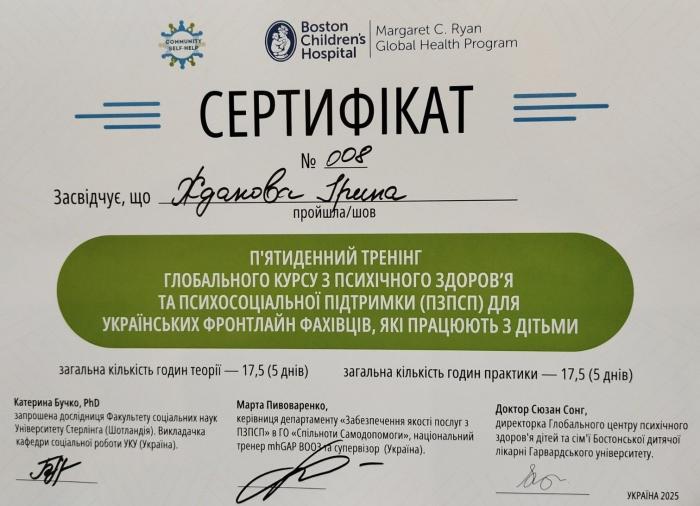 COMMUNITY
SELF-HELP
Boston
Children's
Hospital
Margaret C. Ryan
Global Health Program
СЕРТИФІКАТ
№ 008
Засвідчує, що Жданова Ірина
пройшла/шов
П'ЯТИДЕННИЙ ТРЕНІНГ
ГЛОБАЛЬНОГО КУРСУ З ПСИХІЧНОГО ЗДОРОВ'Я
ТА ПСИХОСОЦІАЛЬНОЇ ПІДТРИМКИ (ПЗПСП) ДЛЯ
УКРАЇНСЬКИХ ФРОНТЛАЙН ФАХІВЦІВ, ЯКІ ПРАЦЮЮТЬ З ДІТЬМИ
загальна кількість годин теорії — 17,5 (5 днів)
загальна кількість годин практики — 17,5 (5 днів)
Катерина Бучко, PhD
запрошена дослідниця Факультету соціальних наук
Університету Стерлінга (Шотландія). Викладачка
кафедри соціальної роботи УКУ (Україна).
Марта Пивоваренко,
керівниця департаменту «Забезпечення якості послуг з
ПЗПСП» в ГО «Спільноти Самодопомоги», національний
тренер mhGAP ВООЗ та супервізор (Україна).
Доктор Сюзан Сонг,
директорка Глобального центру психічного
здоров'я дітей та сім'ї Бостонської дитячої
лікарні Гарвардського університету.
УКРАЇНА 2025